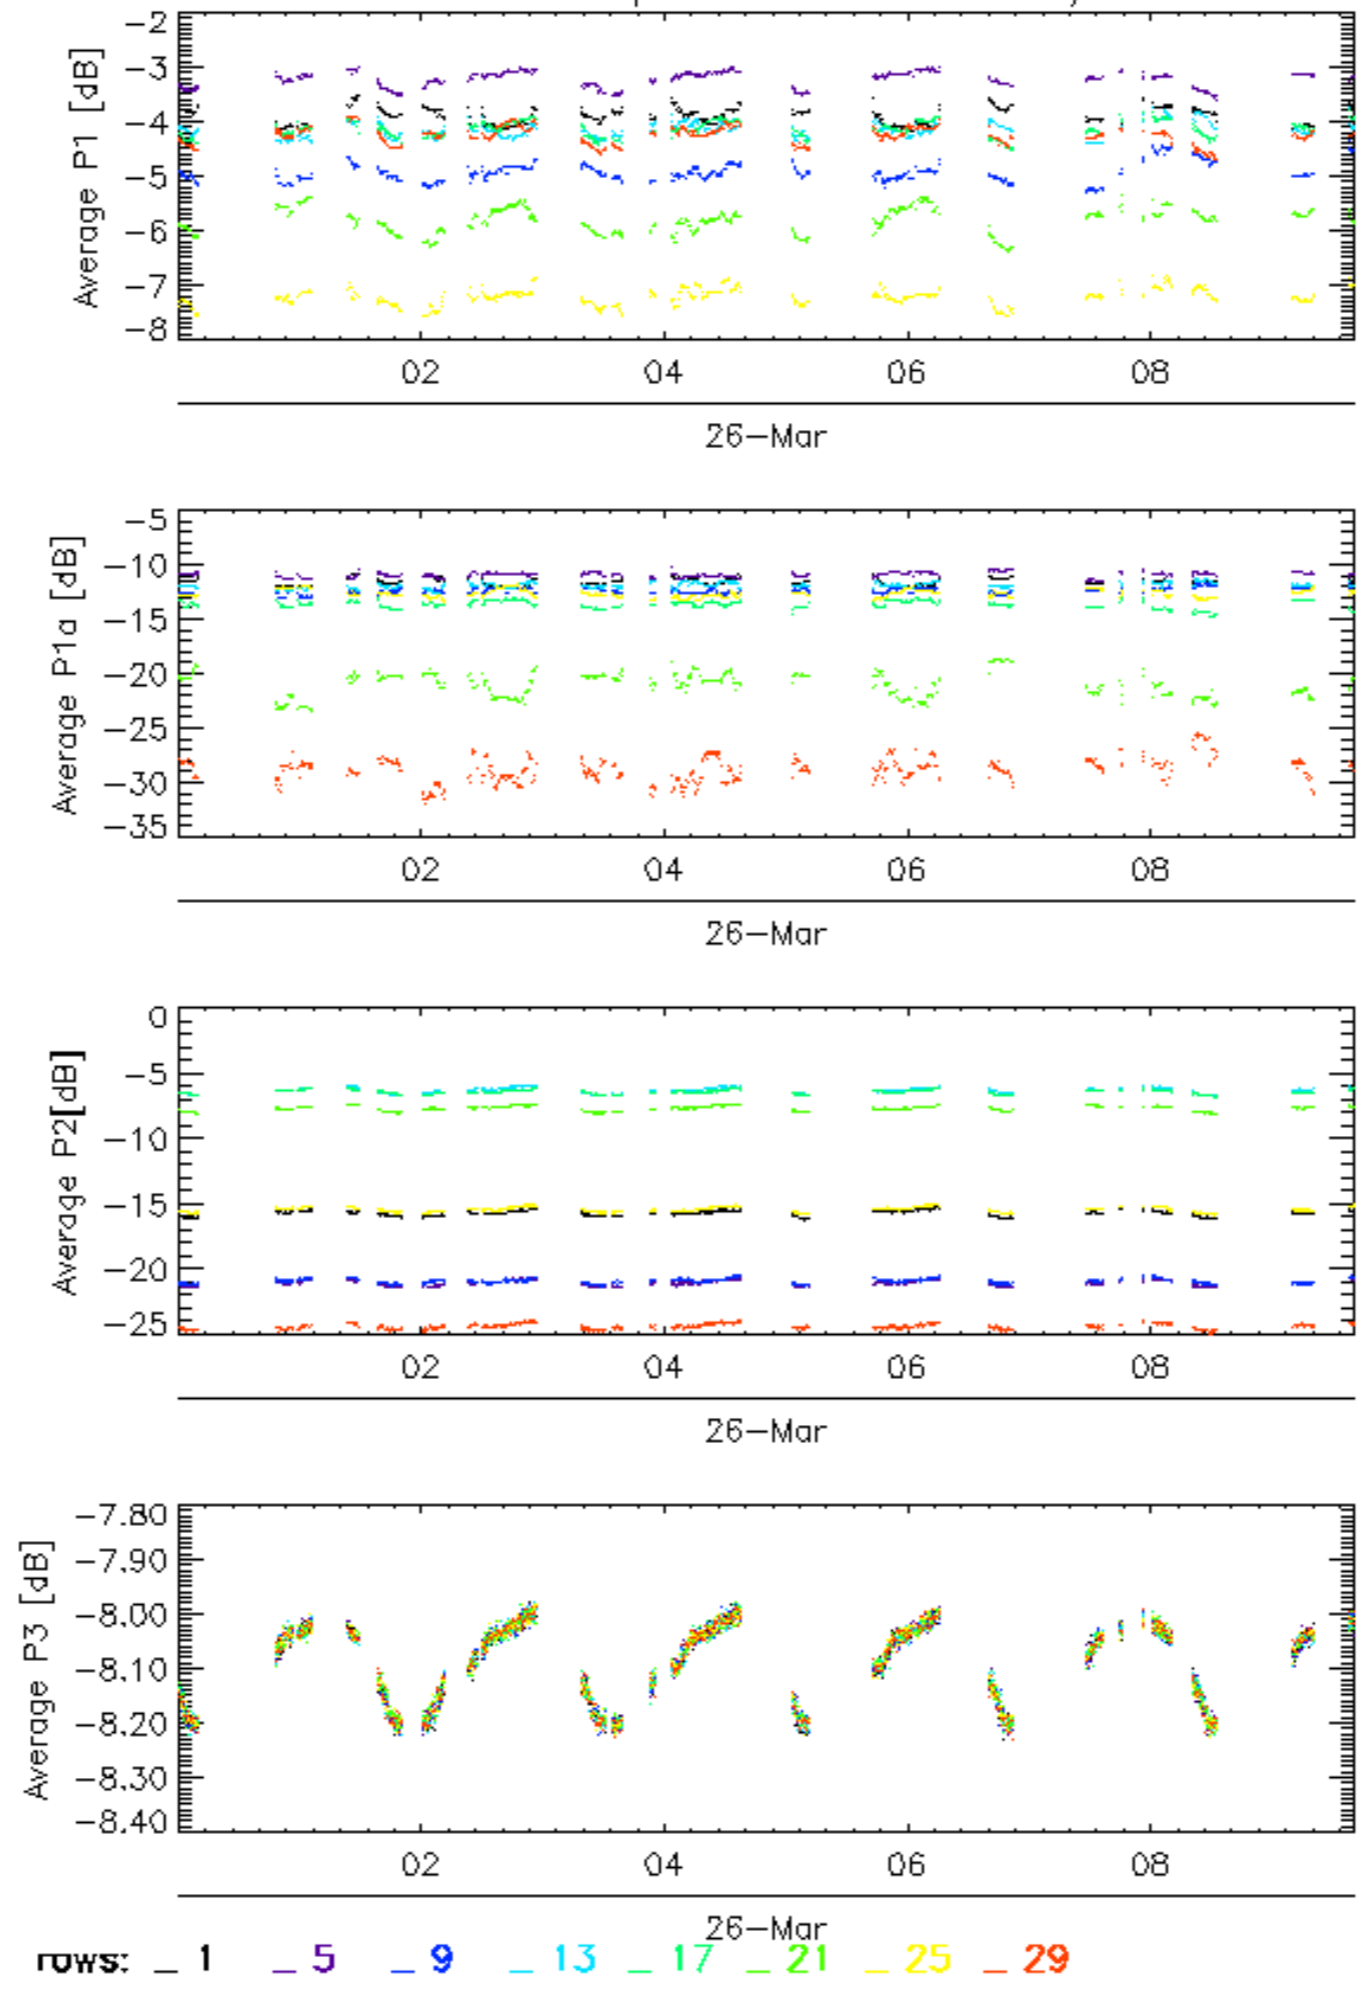 -2
-3
-4
-5
-6
-7
-8
Average P1 [dB]
02 04 06 08
26-Mar
-5
-10
-15
-20
-25
-30
-35
Average P1a [dB]
02 04 06 08
26-Mar
0
-5
-10
-15
-20
-25
Average P2[dB]
02 04 06 08
26-Mar
-7.80
-7.90
-8.00
-8.10
-8.20
-8.30
-8.40
Average P3 [dB]
02 04 06 08
26-Mar
rows: _ 1 _ 5 _ 9 _ 13 _ 17 _ 21 _ 25 _ 29